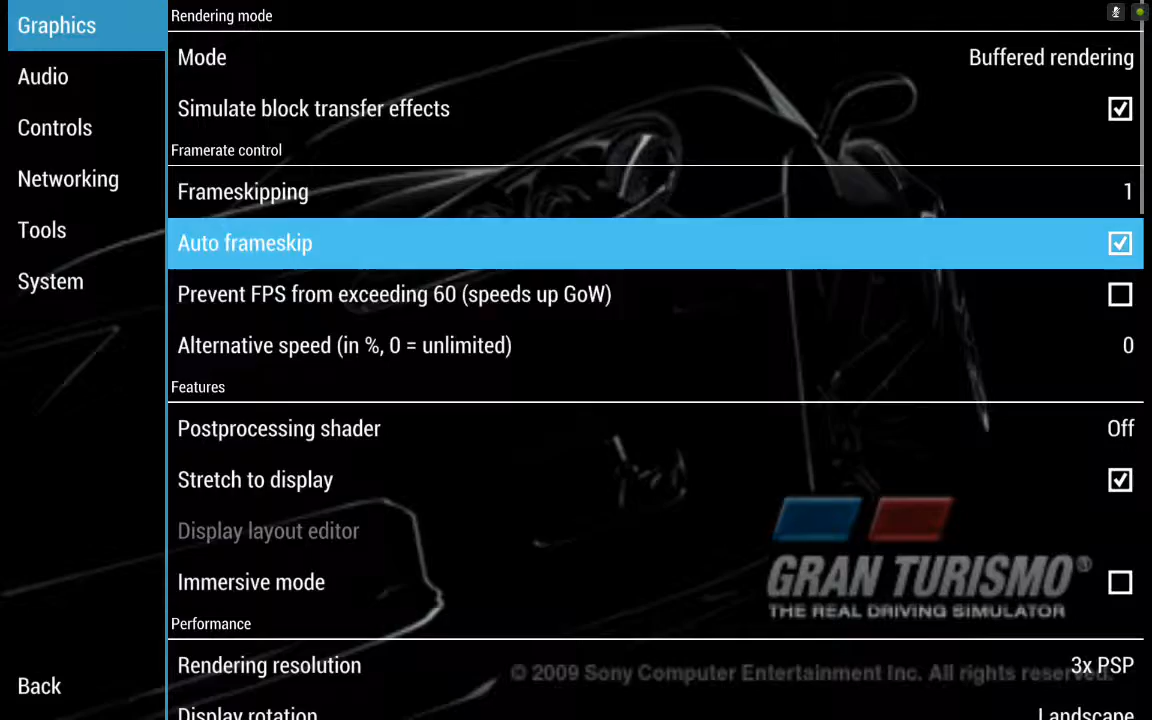 Graphics
Audio
Controls
Networking
Tools
System
Back
Rendering mode
Mode Buffered rendering
Simulate block transfer effects
Framerate control
Frameskipping 1
Auto frameskip
Prevent FPS from exceeding 60 (speeds up GoW)
Alternative speed (in %, 0 = unlimited) 0
Features
Postprocessing shader Off
Stretch to display
Display layout editor
Immersive mode
GRAN TURISMO®
THE REAL DRIVING SIMULATOR
Performance
Rendering resolution 3x PSP
© 2009 Sony Computer Entertainment Inc. All rights reserved.
Display rotation Landscape